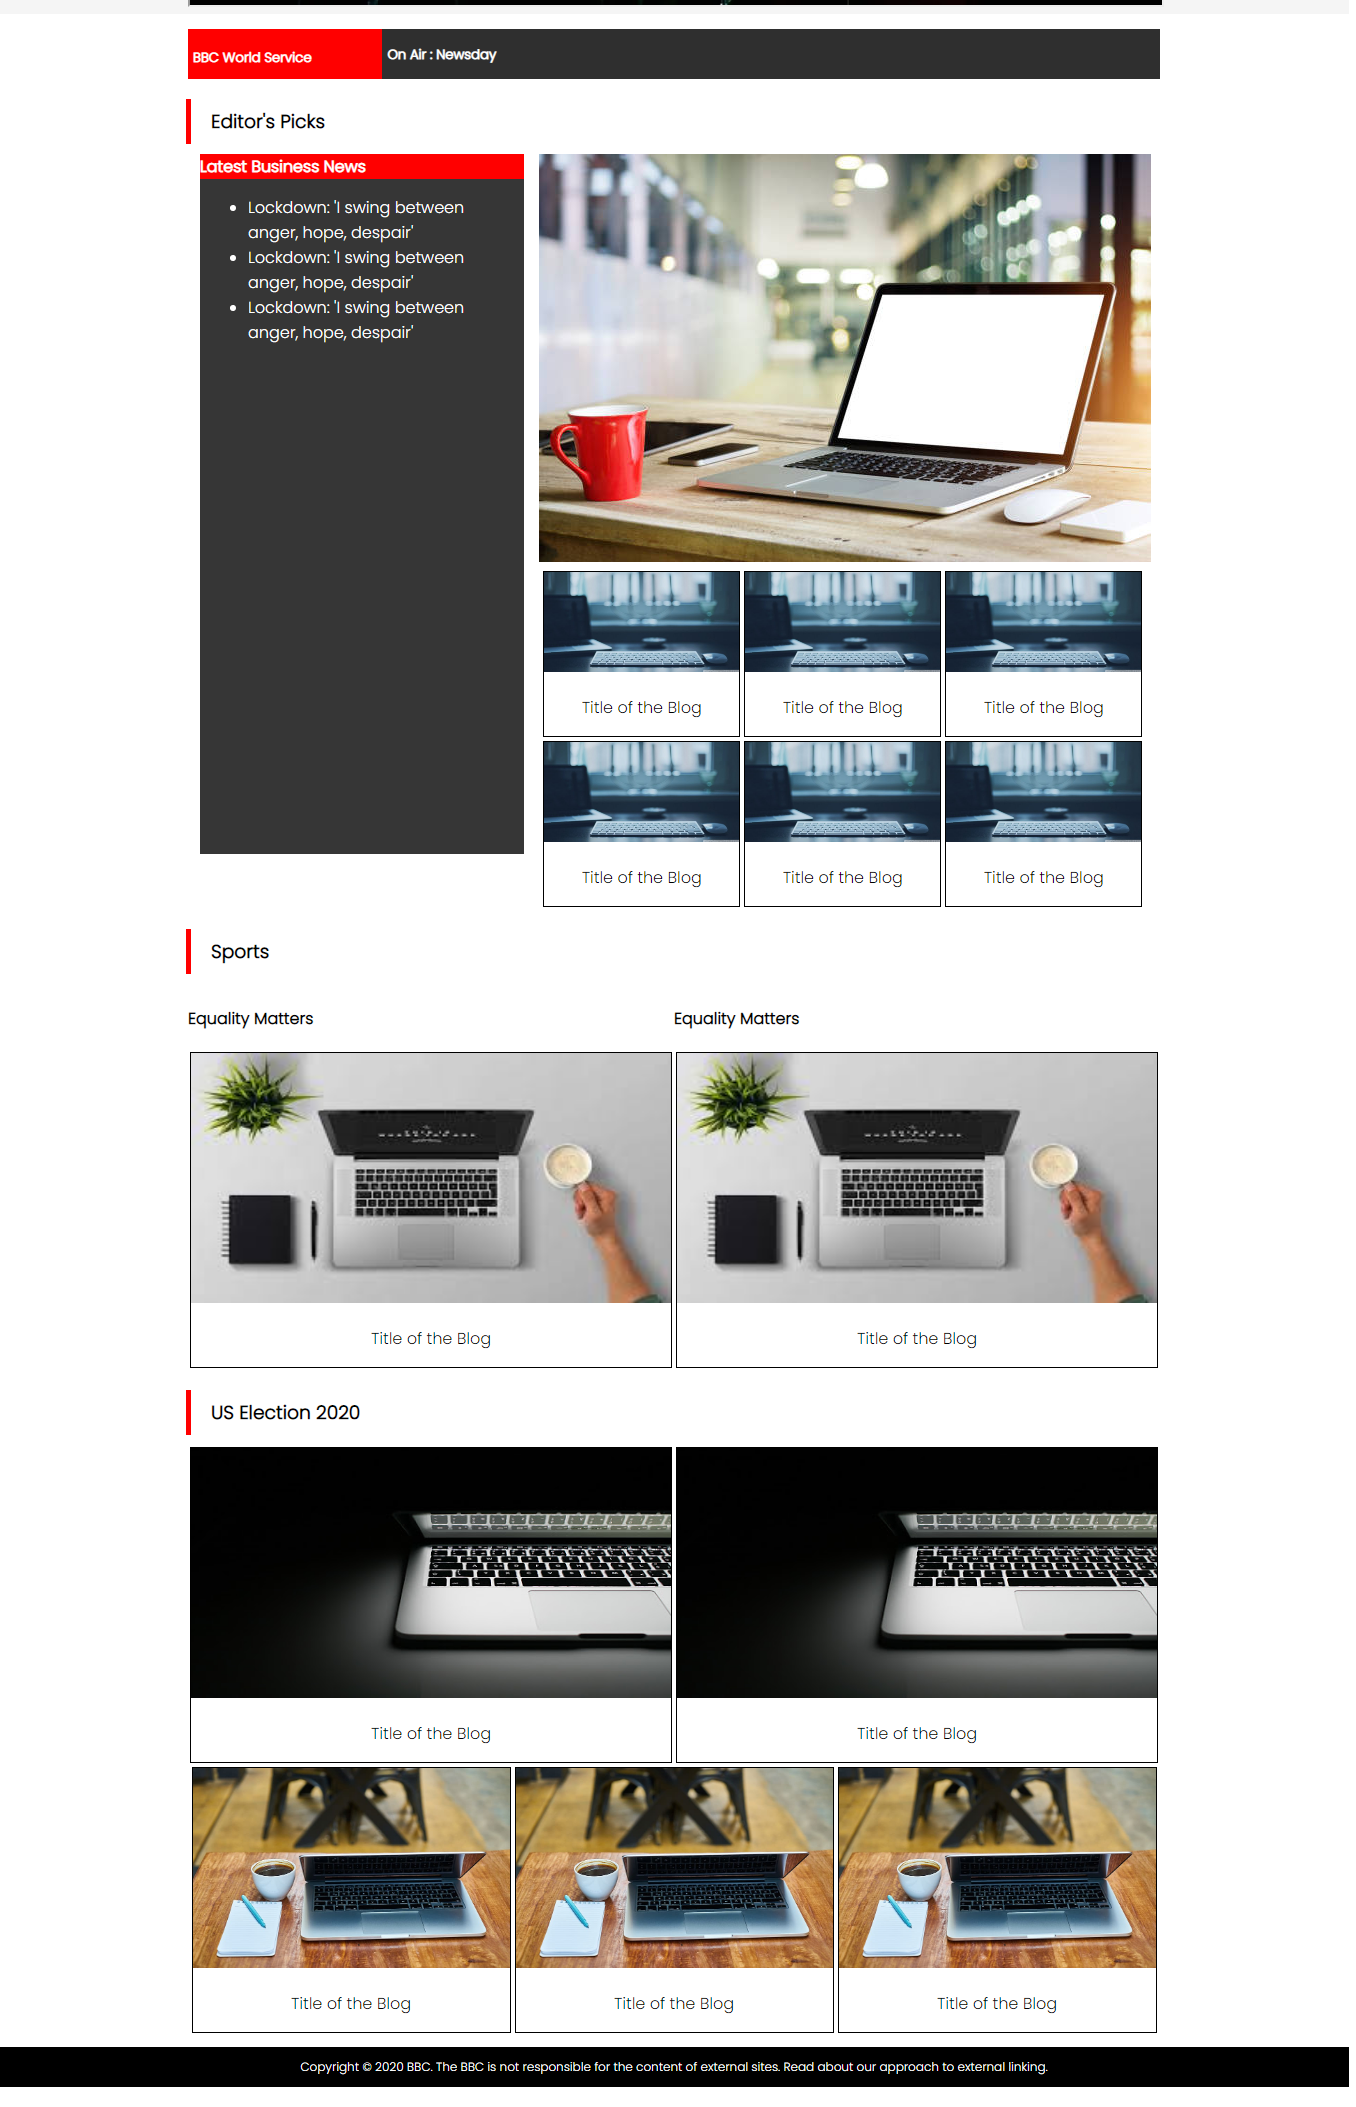 BBC World Service
On Air : Newsday
Editor's Picks
Latest Business News
Lockdown: 'I swing between
anger, hope, despair'
Lockdown: 'I swing between
anger, hope, despair'
Lockdown: 'I swing between
anger, hope, despair'
Title of the Blog
Title of the Blog
Title of the Blog
Title of the Blog
Title of the Blog
Title of the Blog
Sports
Equality Matters
Equality Matters
Title of the Blog
Title of the Blog
US Election 2020
Title of the Blog
Title of the Blog
Title of the Blog
Title of the Blog
Title of the Blog
Copyright © 2020 BBC. The BBC is not responsible for the content of external sites. Read about our approach to external linking.